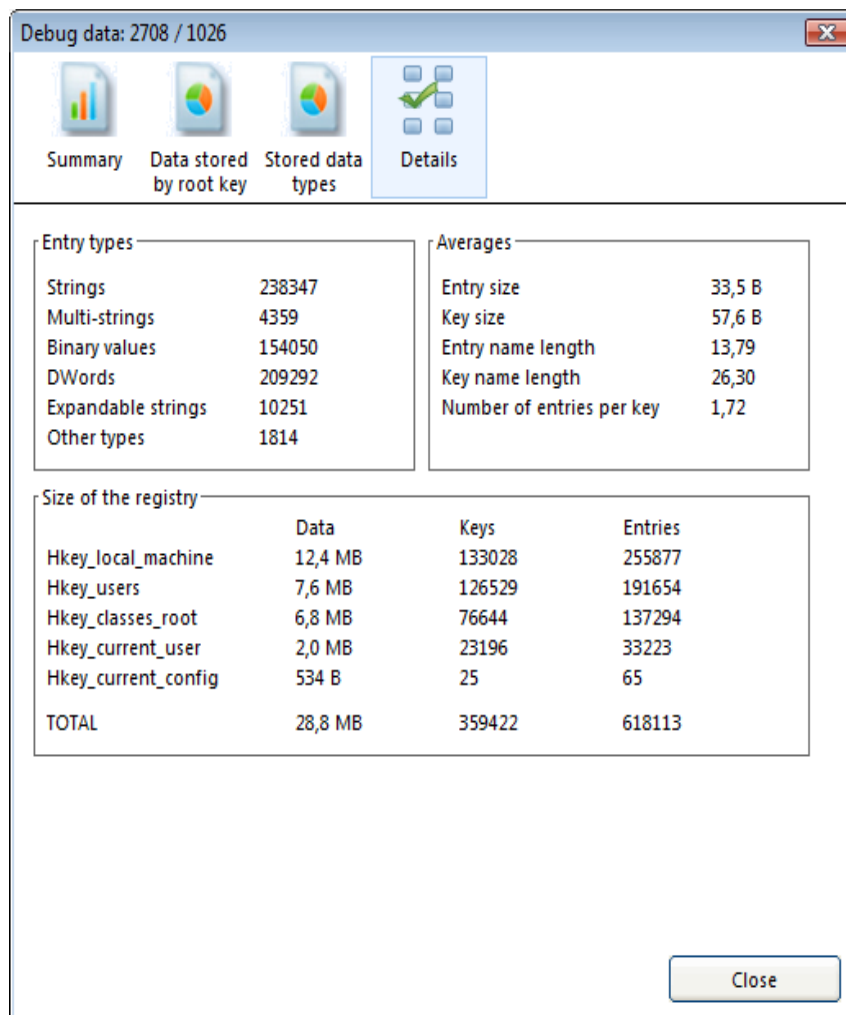 Debug data: 2708 / 1026
Summary
Data stored by root key
Stored data types
Details
Entry types
Strings 238347
Multi-strings 4359
Binary values 154050
DWords 209292
Expandable strings 10251
Other types 1814
Averages
Entry size 33,5 B
Key size 57,6 B
Entry name length 13,79
Key name length 26,30
Number of entries per key 1,72
Size of the registry
Data Keys Entries
Hkey_local_machine 12,4 MB 133028 255877
Hkey_users 7,6 MB 126529 191654
Hkey_classes_root 6,8 MB 76644 137294
Hkey_current_user 2,0 MB 23196 33223
Hkey_current_config 534 B 25 65
TOTAL 28,8 MB 359422 618113
Close